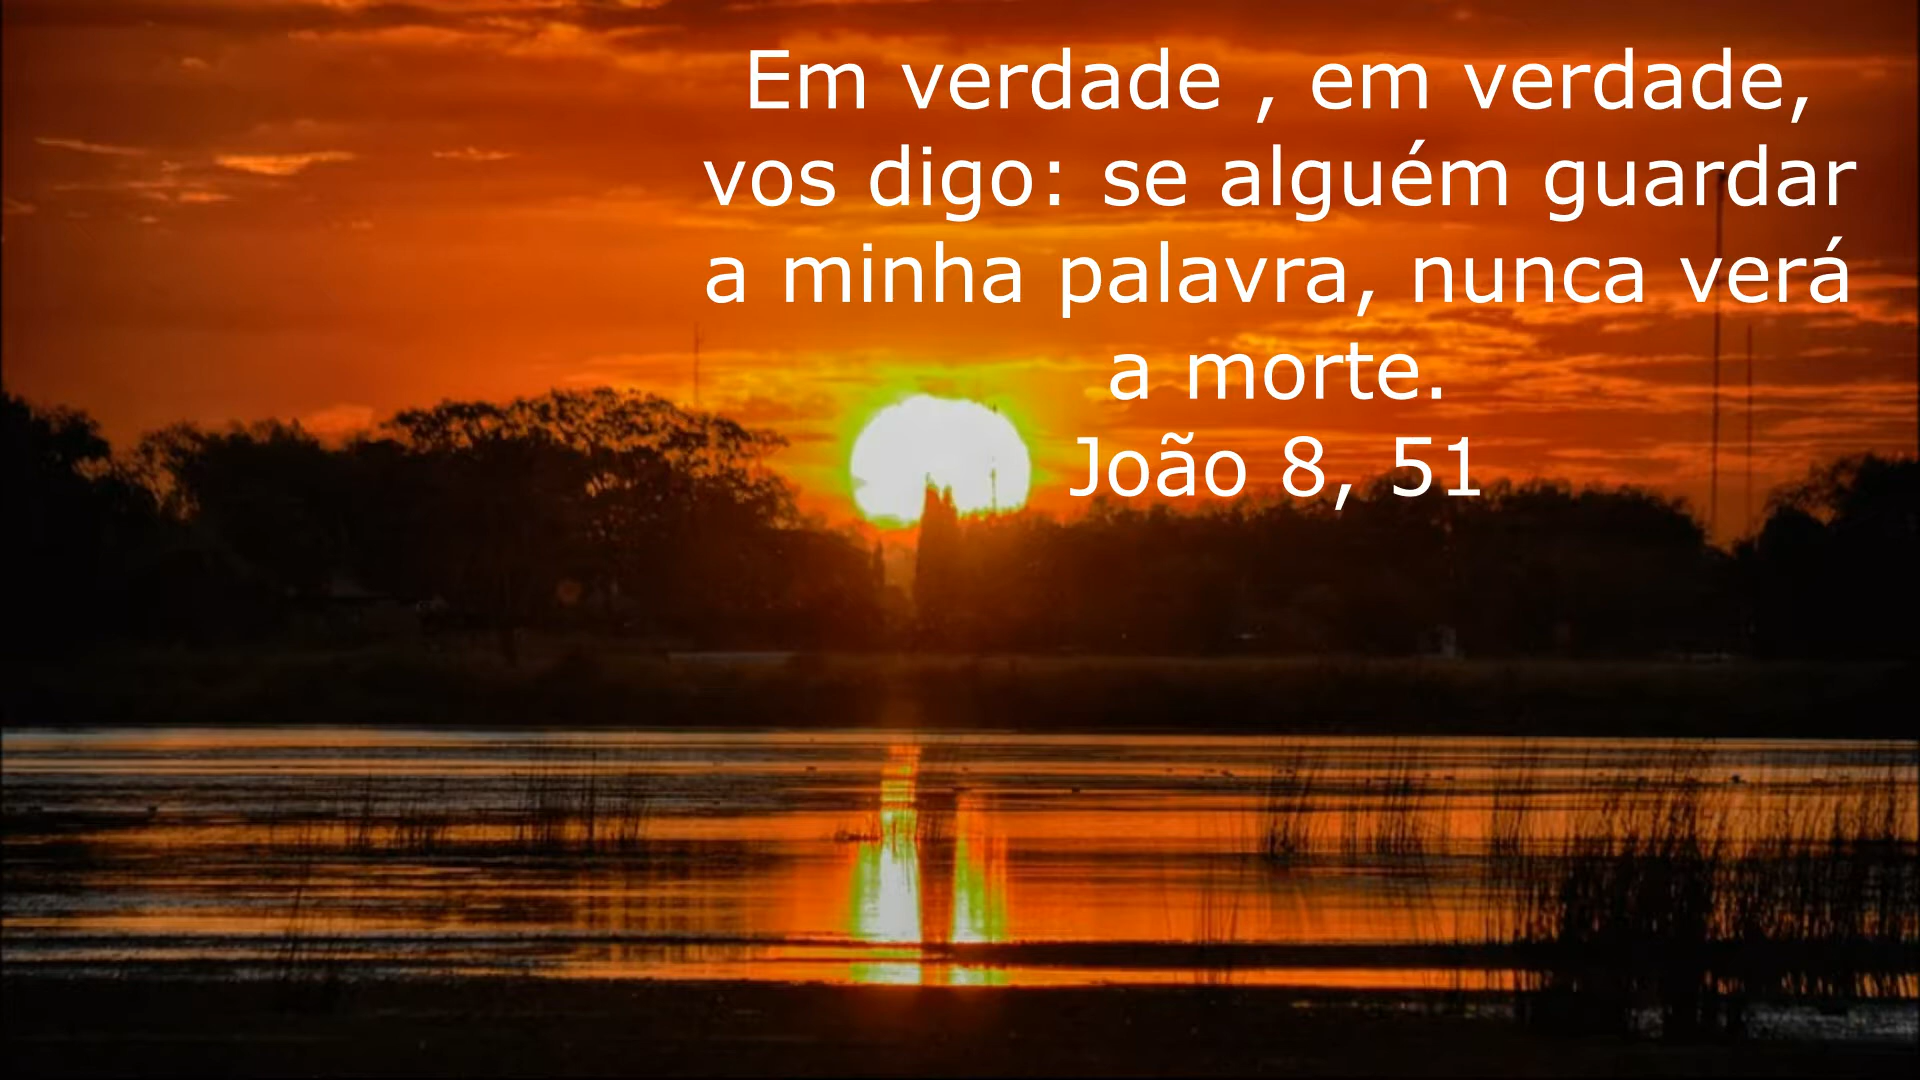 Em verdade , em verdade,
vos digo: se alguém guardar
a minha palavra, nunca verá
a morte.
João 8, 51